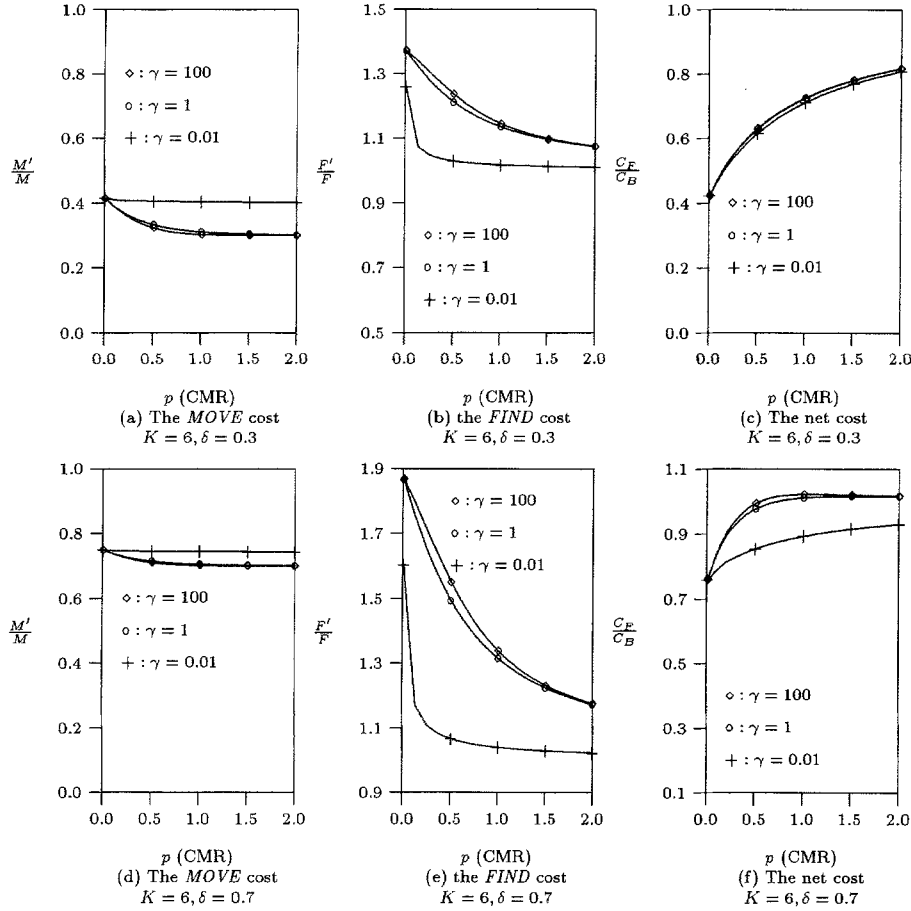 1.0
0.8
0.6
0.4
0.2
0.0
M′/M
◇ : γ = 100
○ : γ = 1
+ : γ = 0.01
0.0 0.5 1.0 1.5 2.0
p (CMR)
(a) The MOVE cost
K = 6, δ = 0.3
1.5
1.3
1.1
0.9
0.7
0.5
F′/F
◇ : γ = 100
○ : γ = 1
+ : γ = 0.01
0.0 0.5 1.0 1.5 2.0
p (CMR)
(b) the FIND cost
K = 6, δ = 0.3
1.0
0.8
0.6
0.4
0.2
0.0
C_F/C_B
◇ : γ = 100
○ : γ = 1
+ : γ = 0.01
0.0 0.5 1.0 1.5 2.0
p (CMR)
(c) The net cost
K = 6, δ = 0.3
1.0
0.8
0.6
0.4
0.2
0.0
M′/M
◇ : γ = 100
○ : γ = 1
+ : γ = 0.01
0.0 0.5 1.0 1.5 2.0
p (CMR)
(d) The MOVE cost
K = 6, δ = 0.7
1.9
1.7
1.5
1.3
1.1
0.9
F′/F
◇ : γ = 100
○ : γ = 1
+ : γ = 0.01
0.0 0.5 1.0 1.5 2.0
p (CMR)
(e) the FIND cost
K = 6, δ = 0.7
1.1
0.9
0.7
0.5
0.3
0.1
C_F/C_B
◇ : γ = 100
○ : γ = 1
+ : γ = 0.01
0.0 0.5 1.0 1.5 2.0
p (CMR)
(f) The net cost
K = 6, δ = 0.7